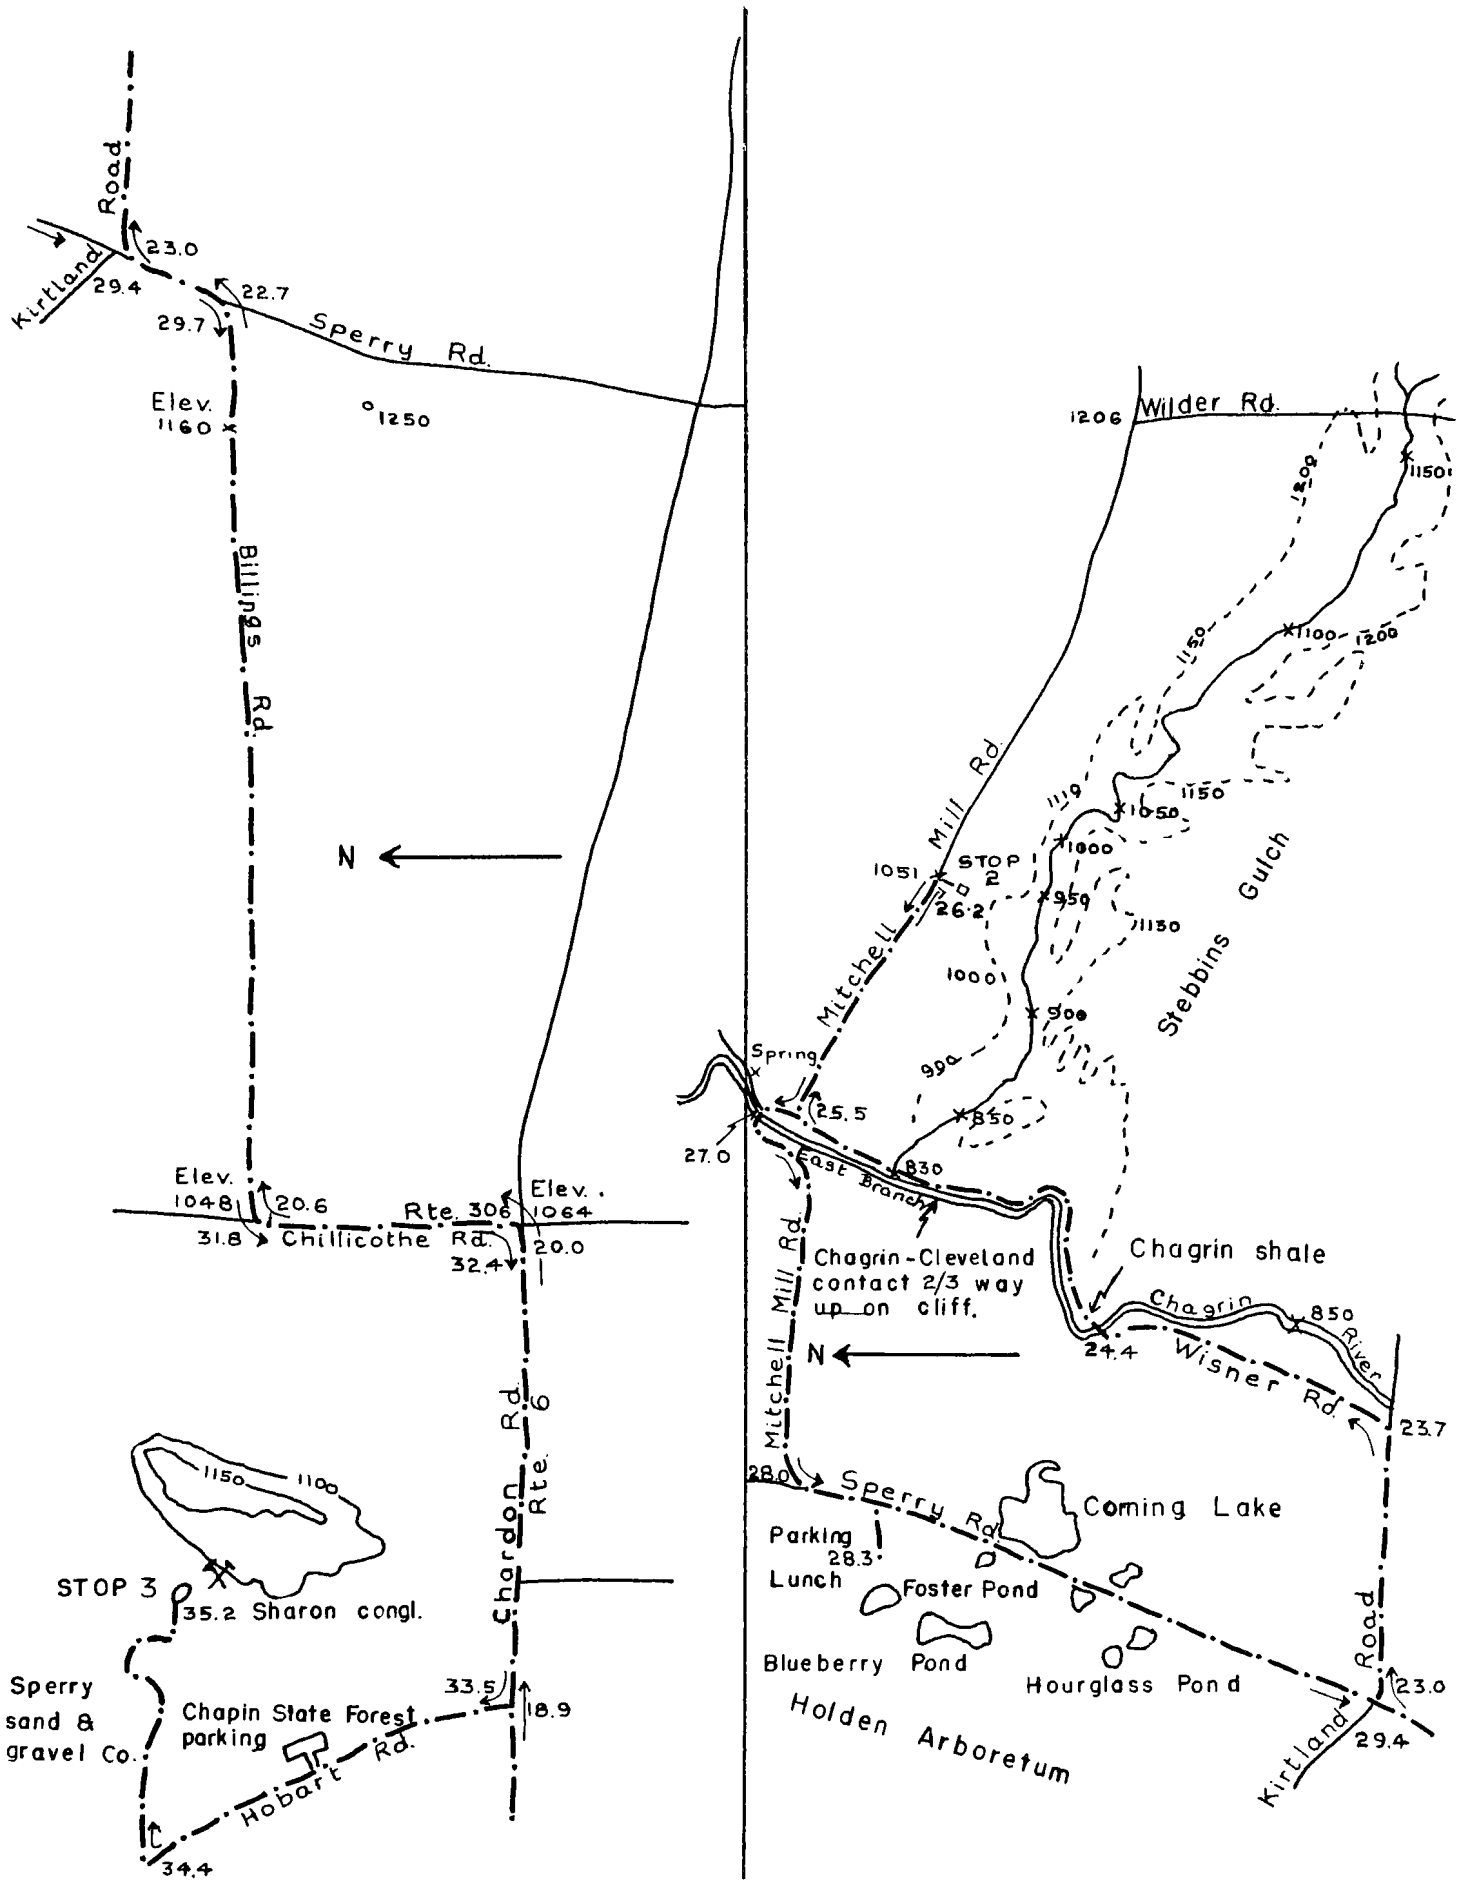 Road
23.0
Kirtland
29.4
22.7
29.7
Sperry Rd.
Elev.
1160
1250
Billings Rd.
N
Elev.
1048
20.6
31.8
Chillicothe Rd.
Rte. 306
Elev.
1064
20.0
32.4
Chardon Rd.
Rte. 6
1150
1100
STOP 3
35.2 Sharon congl.
Sperry
sand &
gravel Co.
Chapin State Forest
parking
33.5
18.9
Hobart Rd.
34.4
1206
Wilder Rd.
1150
1200
1100
1200
1150
1110
1150
1050
1000
Mitchell Mill Rd.
1051
STOP
2
26.2
950
1130
1000
900
990
Stebbins Gulch
Spring
25.5
850
27.0
830
East Branch
Chagrin-Cleveland
contact 2/3 way
up on cliff.
Chagrin shale
Chagrin River
850
24.4
Wisner Rd.
23.7
N
Mitchell Mill Rd.
28.0
Sperry Rd.
Corning Lake
Parking
28.3
Lunch
Foster Pond
Blueberry Pond
Hourglass Pond
Holden Arboretum
Road
23.0
Kirtland
29.4